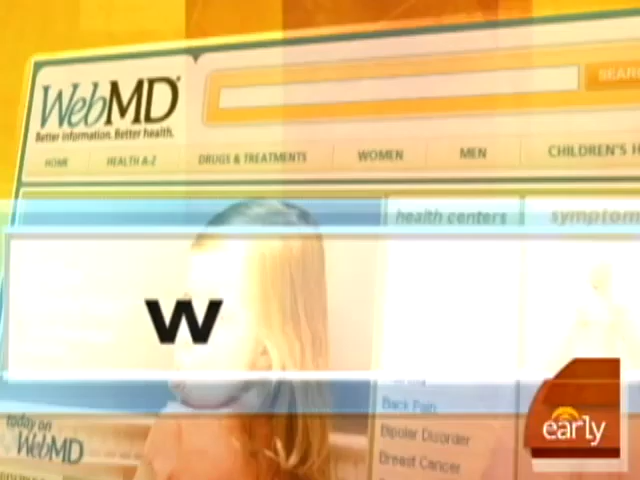 WebMD
Better information. Better health.
SEARC
HOME HEALTH A-Z DRUGS & TREATMENTS WOMEN MEN CHILDREN'S H
health centers symptom
w
Back Pain
Bipolar Disorder
Breast Cancer
today on
WebMD
early